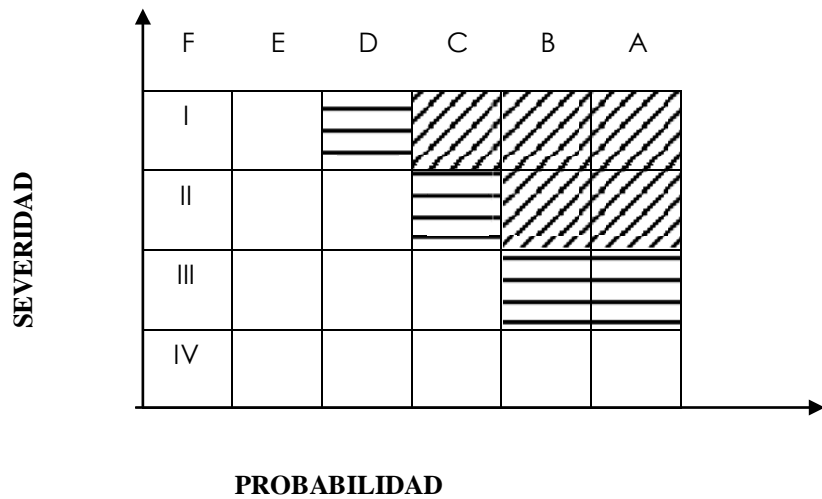 F E D C B A
I
II
III
IV
SEVERIDAD
PROBABILIDAD